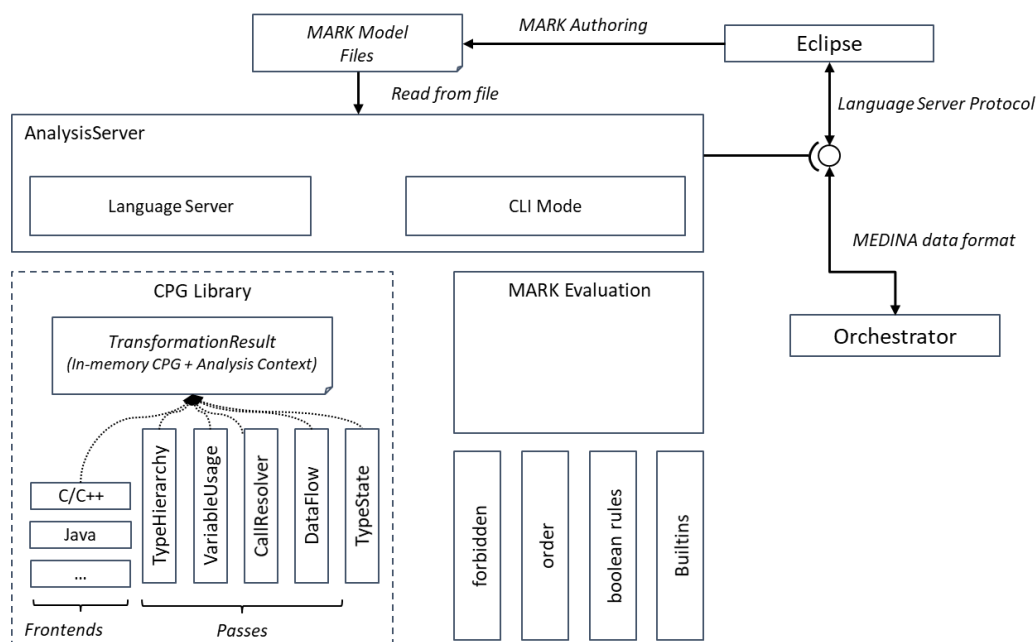 MARK Model
Files
MARK Authoring
Eclipse
Read from file
Language Server Protocol
AnalysisServer
Language Server
CLI Mode
MEDINA data format
CPG Library
MARK Evaluation
TransformationResult
(In-memory CPG + Analysis Context)
Orchestrator
C/C++
Java
...
TypeHierarchy
VariableUsage
CallResolver
DataFlow
TypeState
forbidden
order
boolean rules
Builtins
Frontends
Passes